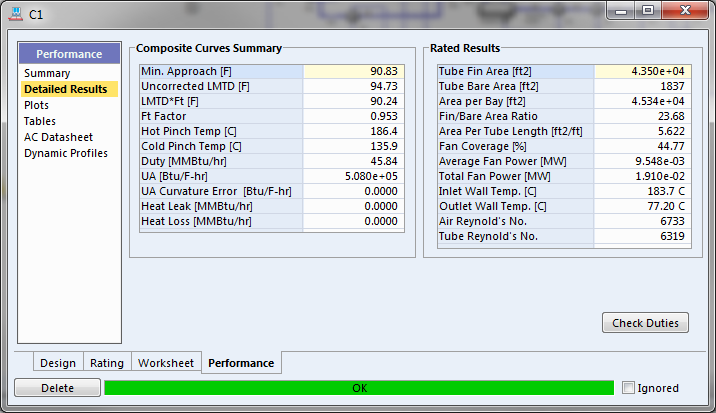 C1
Performance
Summary
Detailed Results
Plots
Tables
AC Datasheet
Dynamic Profiles
Composite Curves Summary
Min. Approach [F] 90.83
Uncorrected LMTD [F] 94.73
LMTD*Ft [F] 90.24
Ft Factor 0.953
Hot Pinch Temp [C] 186.4
Cold Pinch Temp [C] 135.9
Duty [MMBtu/hr] 45.84
UA [Btu/F-hr] 5.080e+05
UA Curvature Error [Btu/F-hr] 0.0000
Heat Leak [MMBtu/hr] 0.0000
Heat Loss [MMBtu/hr] 0.0000
Rated Results
Tube Fin Area [ft2] 4.350e+04
Tube Bare Area [ft2] 1837
Area per Bay [ft2] 4.534e+04
Fin/Bare Area Ratio 23.68
Area Per Tube Length [ft2/ft] 5.622
Fan Coverage [%] 44.77
Average Fan Power [MW] 9.548e-03
Total Fan Power [MW] 1.910e-02
Inlet Wall Temp. [C] 183.7 C
Outlet Wall Temp. [C] 77.20 C
Air Reynold's No. 6733
Tube Reynold's No. 6319
Check Duties
Design Rating Worksheet Performance
Delete OK Ignored